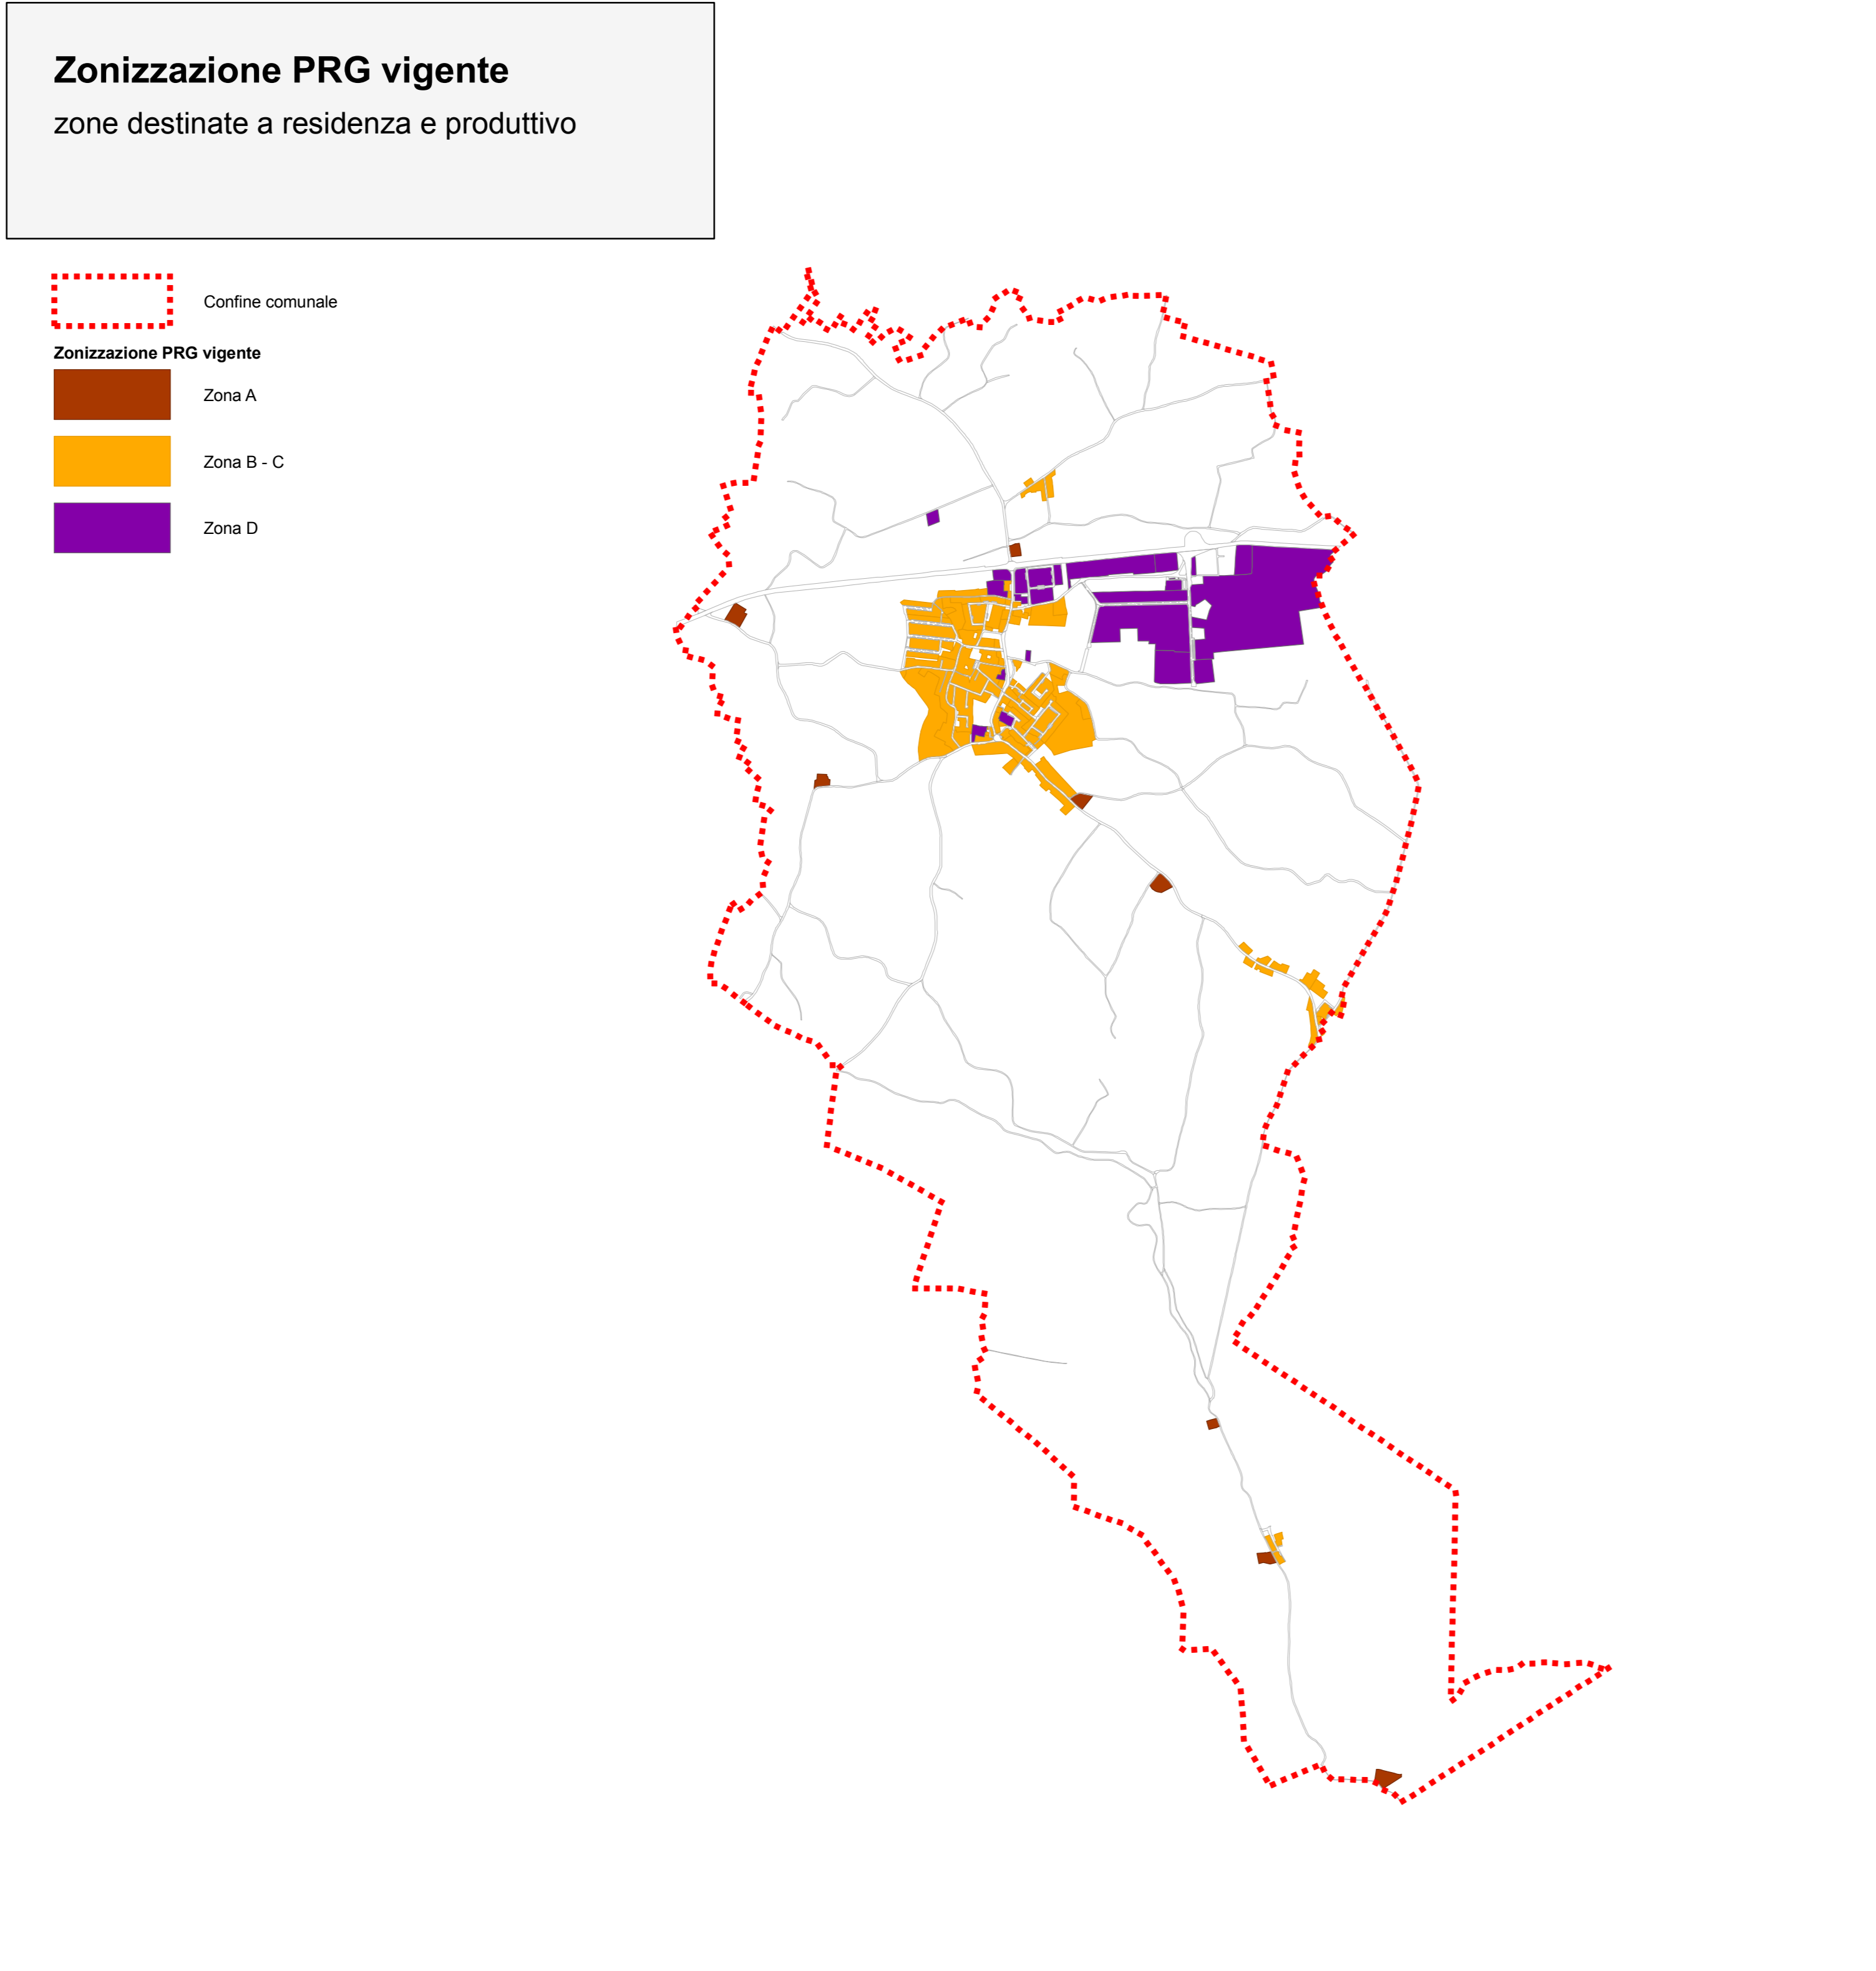 Zonizzazione PRG vigente
zone destinate a residenza e produttivo
Confine comunale
Zonizzazione PRG vigente
Zona A
Zona B - C
Zona D